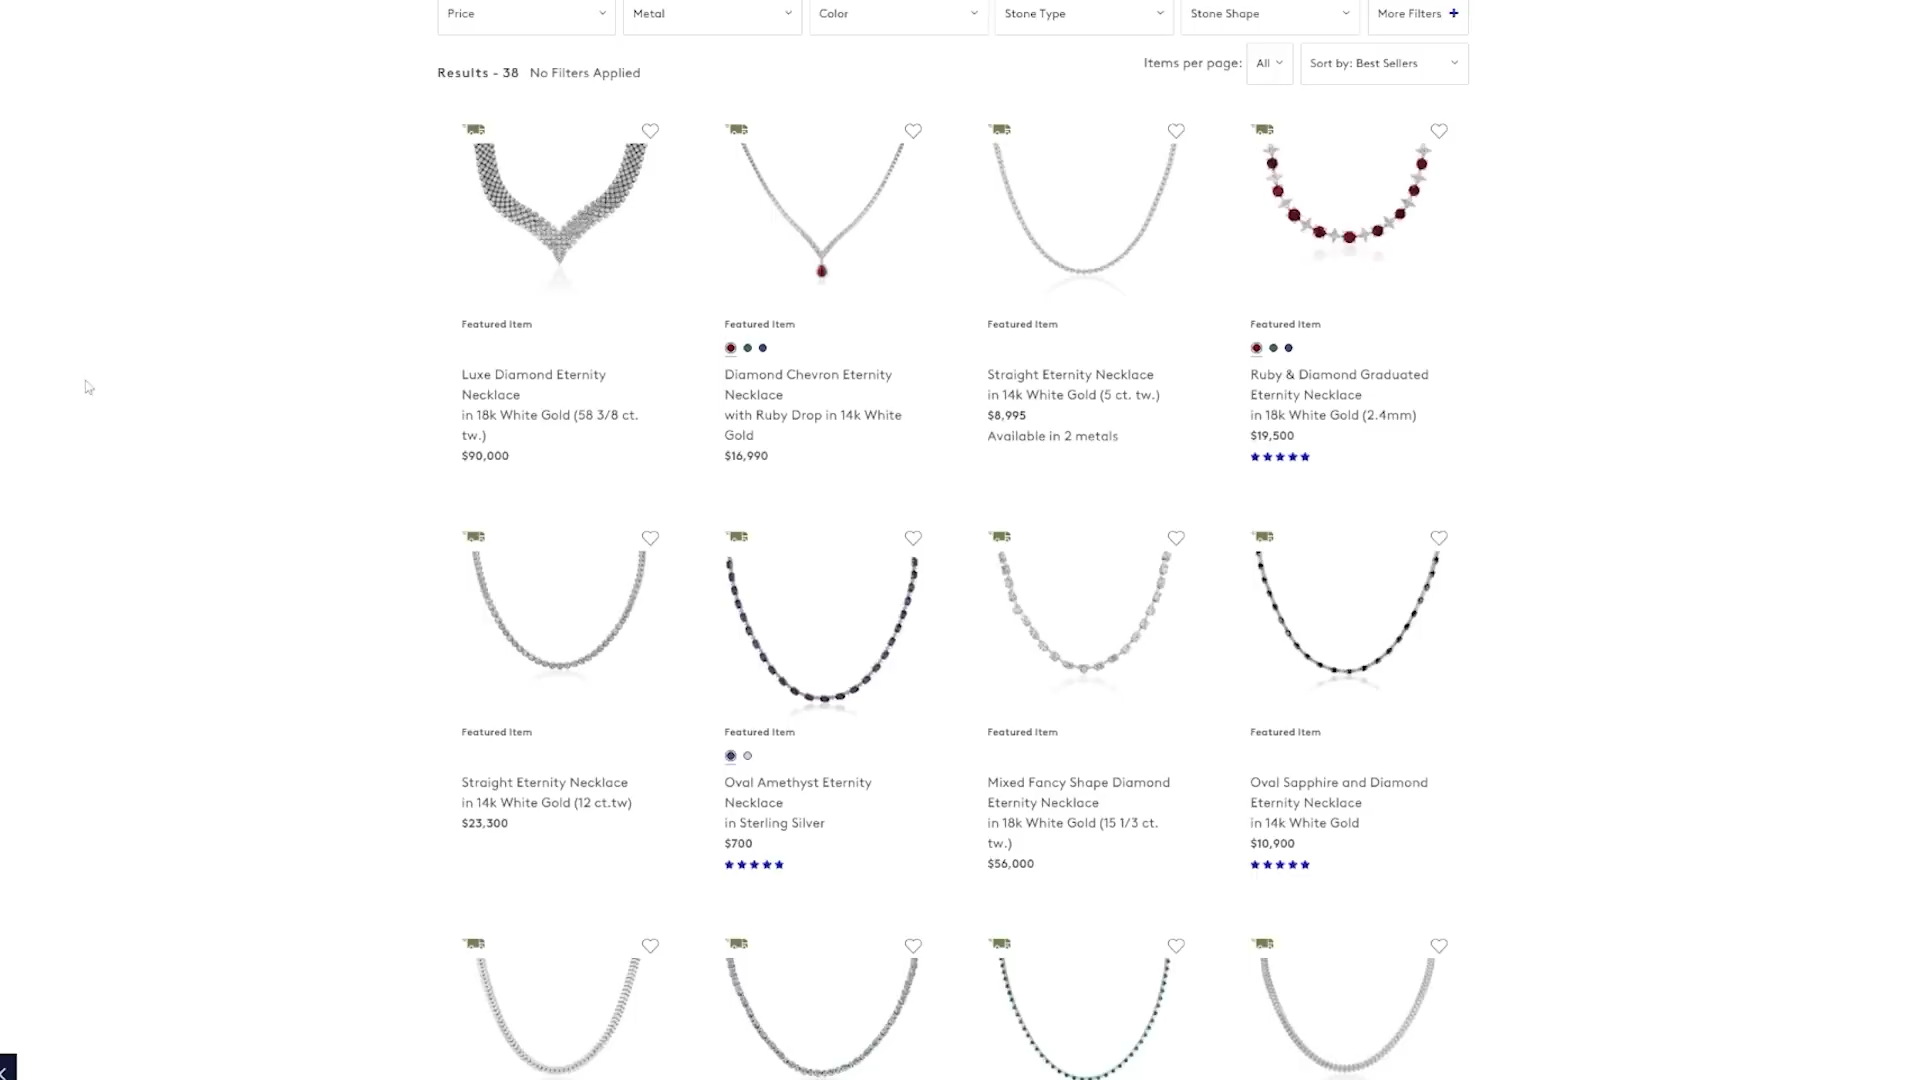 Price
Metal
Color
Stone Type
Stone Shape
More Filters +
Results - 38 No Filters Applied
Items per page: All
Sort by: Best Sellers
Featured Item
Luxe Diamond Eternity
Necklace
in 18k White Gold (58 3/8 ct.
tw.)
$90,000
Featured Item
Diamond Chevron Eternity
Necklace
with Ruby Drop in 14k White
Gold
$16,990
Featured Item
Straight Eternity Necklace
in 14k White Gold (5 ct. tw.)
$8,995
Available in 2 metals
Featured Item
Ruby & Diamond Graduated
Eternity Necklace
in 18k White Gold (2.4mm)
$19,500
Featured Item
Straight Eternity Necklace
in 14k White Gold (12 ct.tw)
$23,300
Featured Item
Oval Amethyst Eternity
Necklace
in Sterling Silver
$700
Featured Item
Mixed Fancy Shape Diamond
Eternity Necklace
in 18k White Gold (15 1/3 ct.
tw.)
$56,000
Featured Item
Oval Sapphire and Diamond
Eternity Necklace
in 14k White Gold
$10,900